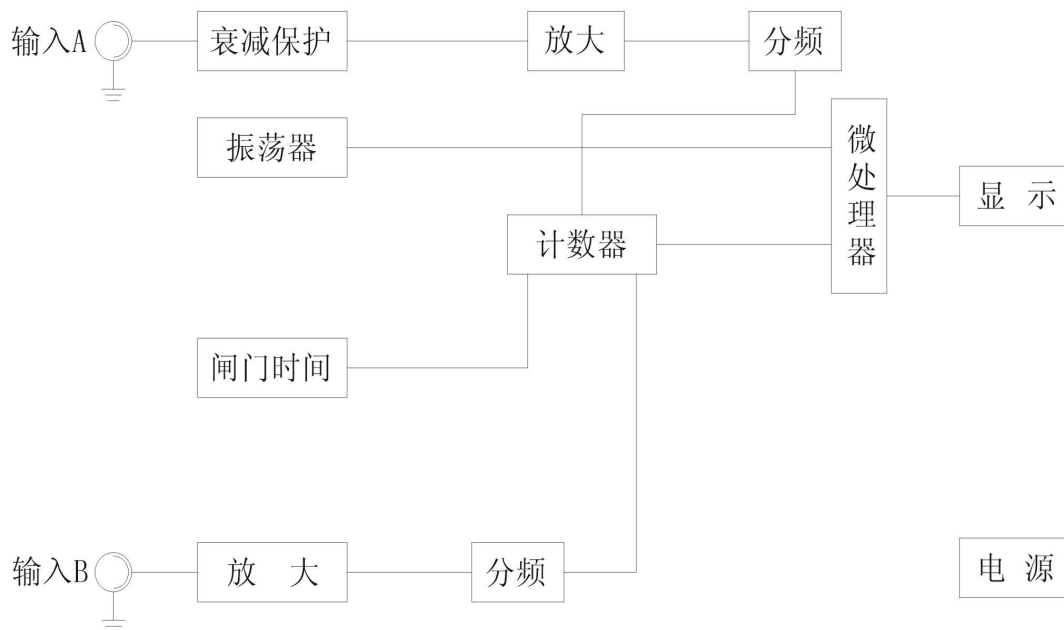 输入A
衰减保护
放大
分频
振荡器
微处理器
显 示
计数器
闸门时间
输入B
放 大
分频
电 源